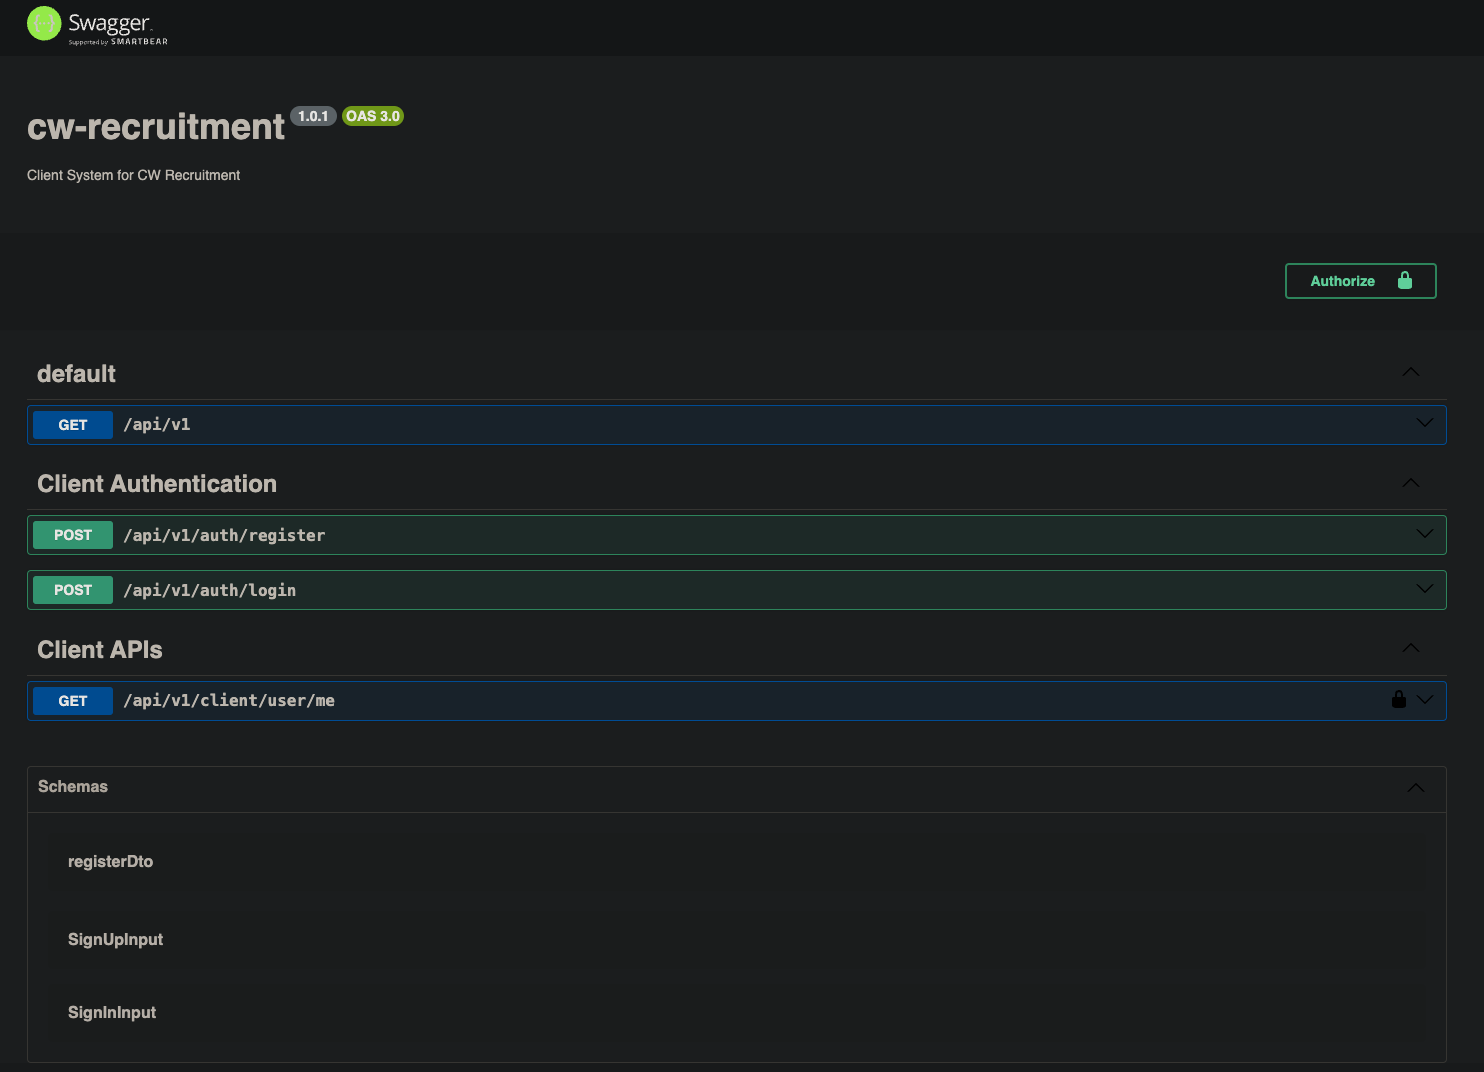 Swagger
Supported by SMARTBEAR
cw-recruitment 1.0.1 OAS 3.0
Client System for CW Recruitment
Authorize
default
GET /api/v1
Client Authentication
POST /api/v1/auth/register
POST /api/v1/auth/login
Client APIs
GET /api/v1/client/user/me
Schemas
registerDto
SignUpInput
SignInInput